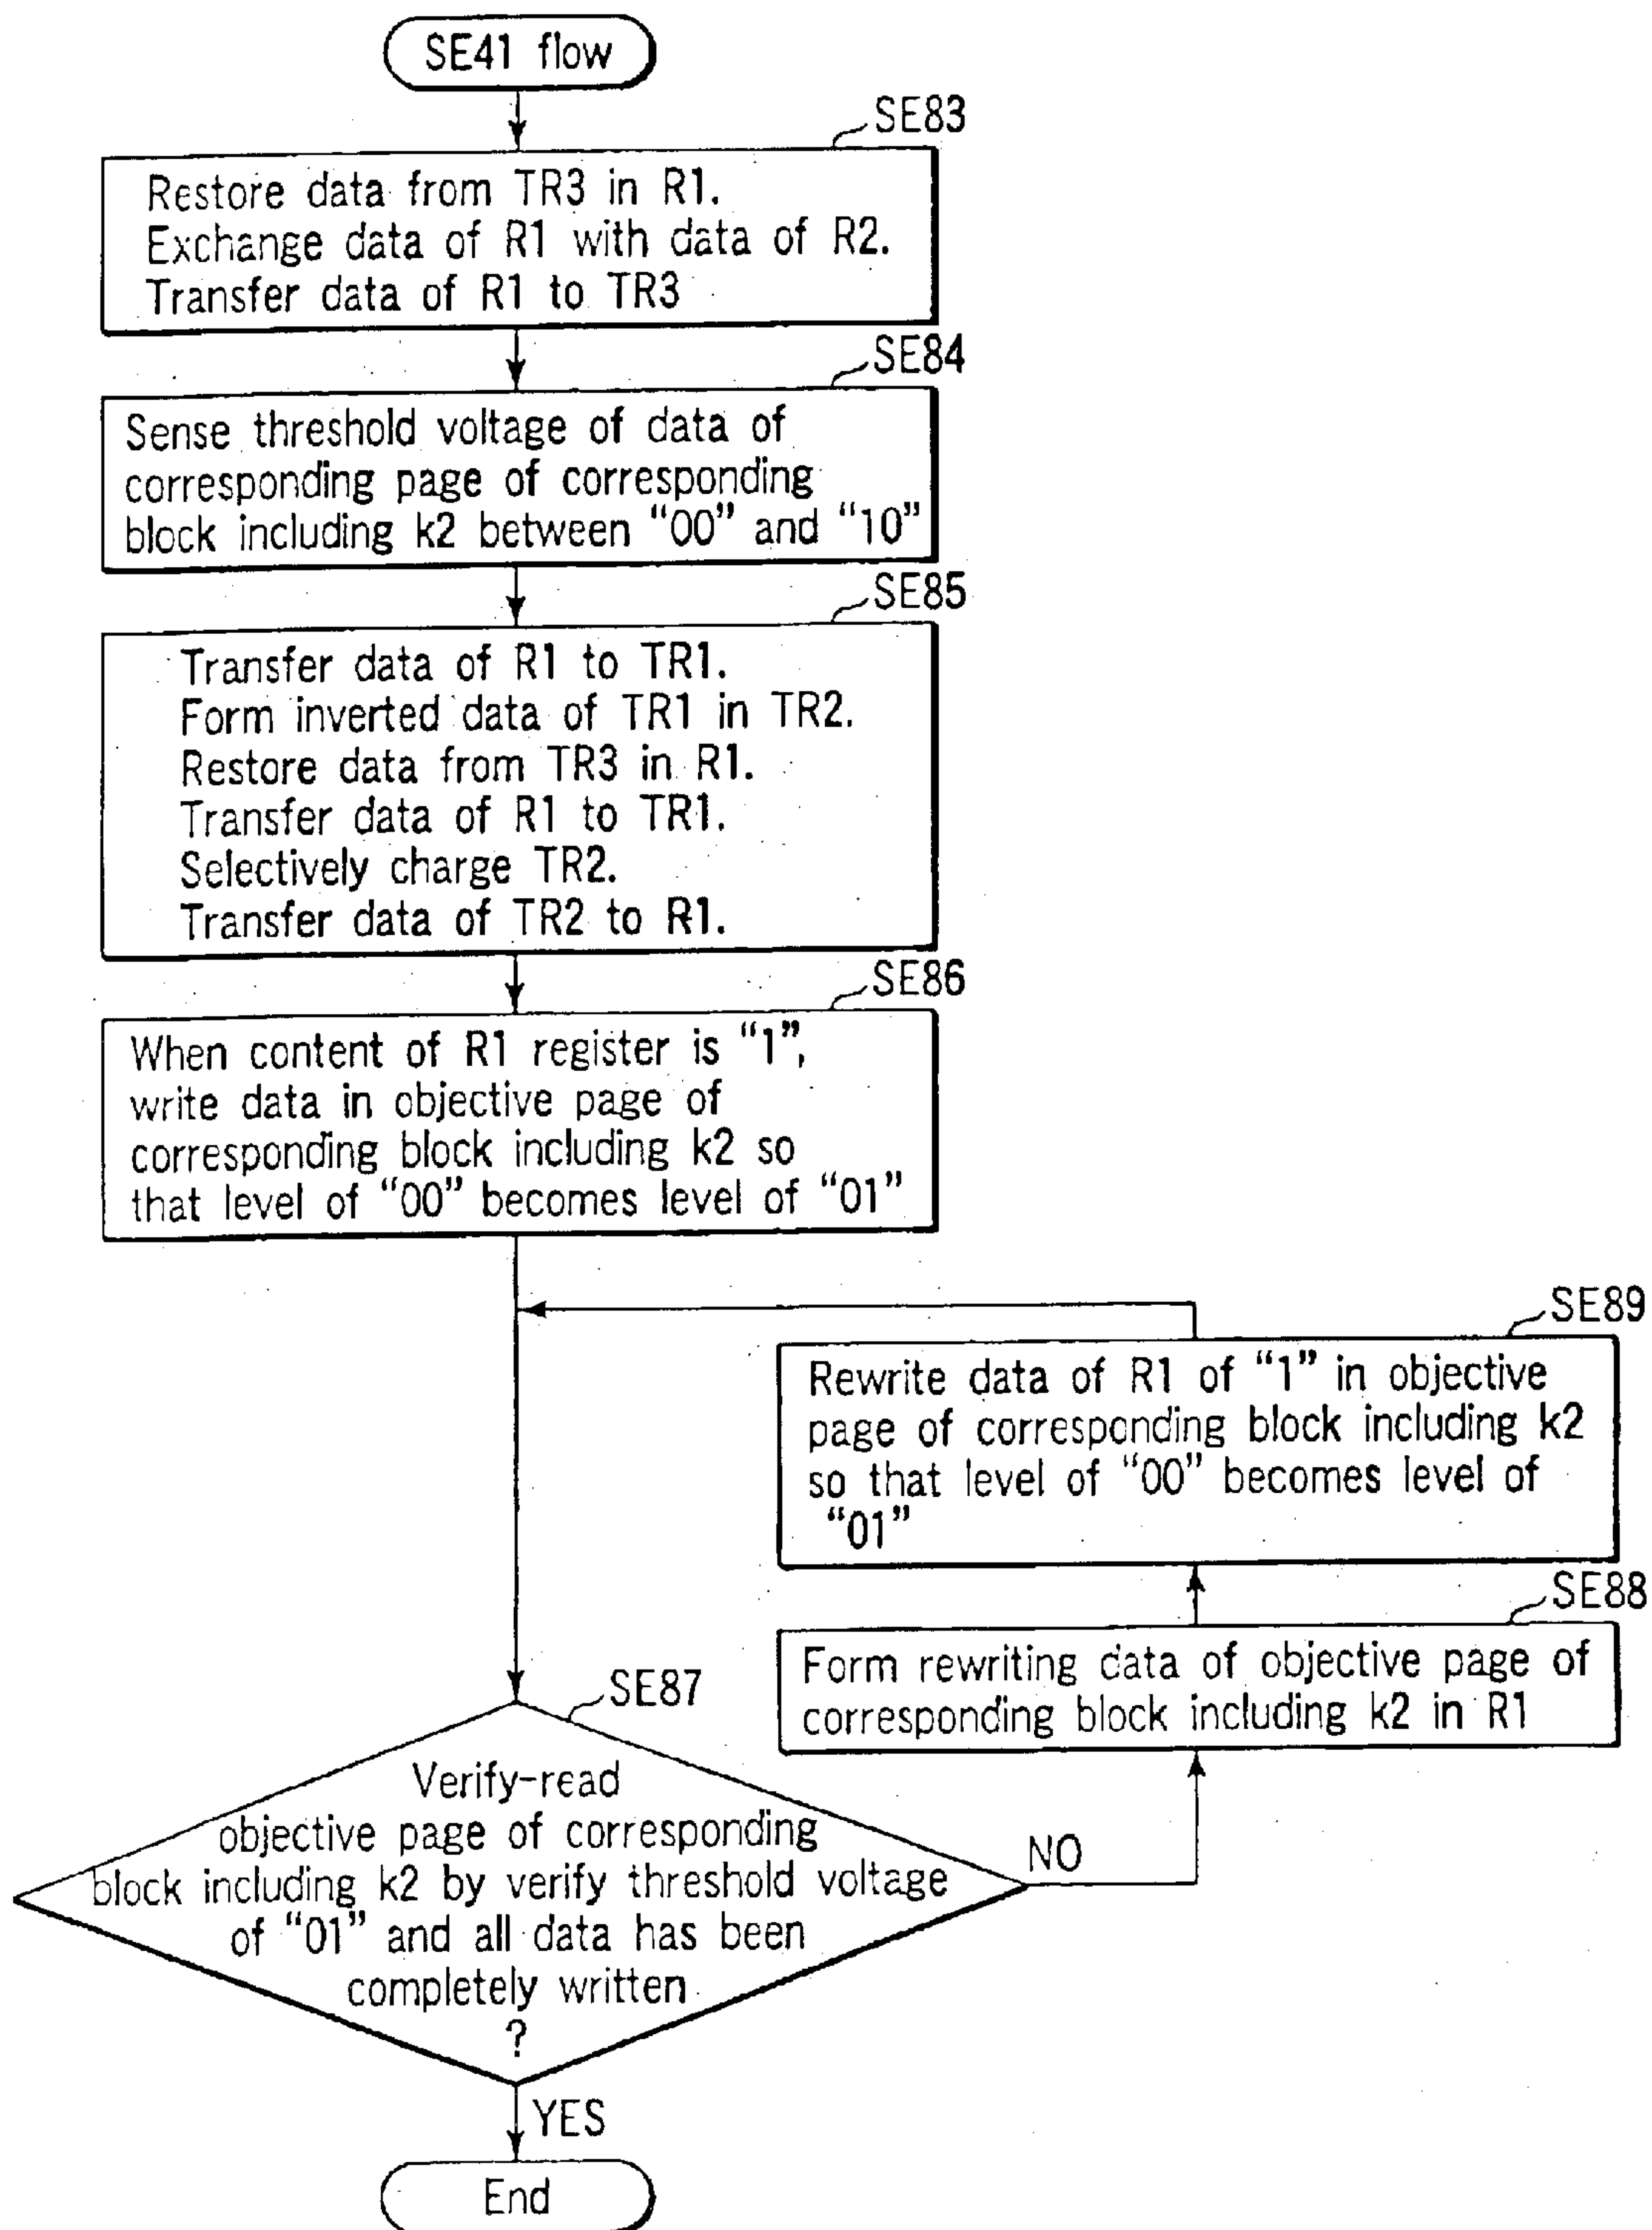 SE41 flow
SE83
Restore data from TR3 in R1.
Exchange data of R1 with data of R2.
Transfer data of R1 to TR3
SE84
Sense threshold voltage of data of
corresponding page of corresponding
block including k2 between “00” and “10”
SE85
Transfer data of R1 to TR1.
Form inverted data of TR1 in TR2.
Restore data from TR3 in R1.
Transfer data of R1 to TR1.
Selectively charge TR2.
Transfer data of TR2 to R1.
SE86
When content of R1 register is “1”,
write data in objective page of
corresponding block including k2 so
that level of “00” becomes level of “01”
SE89
Rewrite data of R1 of “1” in objective
page of corresponding block including k2
so that level of “00” becomes level of
“01”
SE88
Form rewriting data of objective page of
corresponding block including k2 in R1
SE87
Verify-read
objective page of corresponding
block including k2 by verify threshold voltage
of “01” and all data has been
completely written
?
NO
YES
End